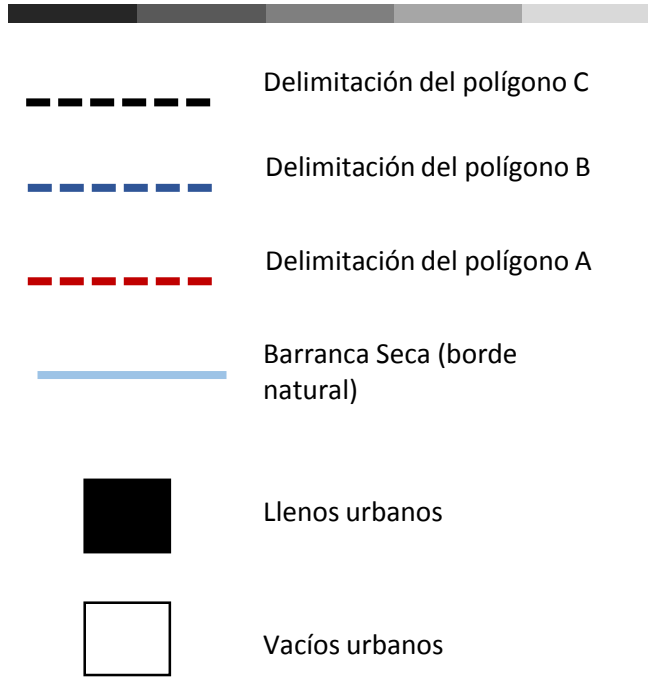 Delimitación del polígono C
Delimitación del polígono B
Delimitación del polígono A
Barranca Seca (borde
natural)
Llenos urbanos
Vacíos urbanos